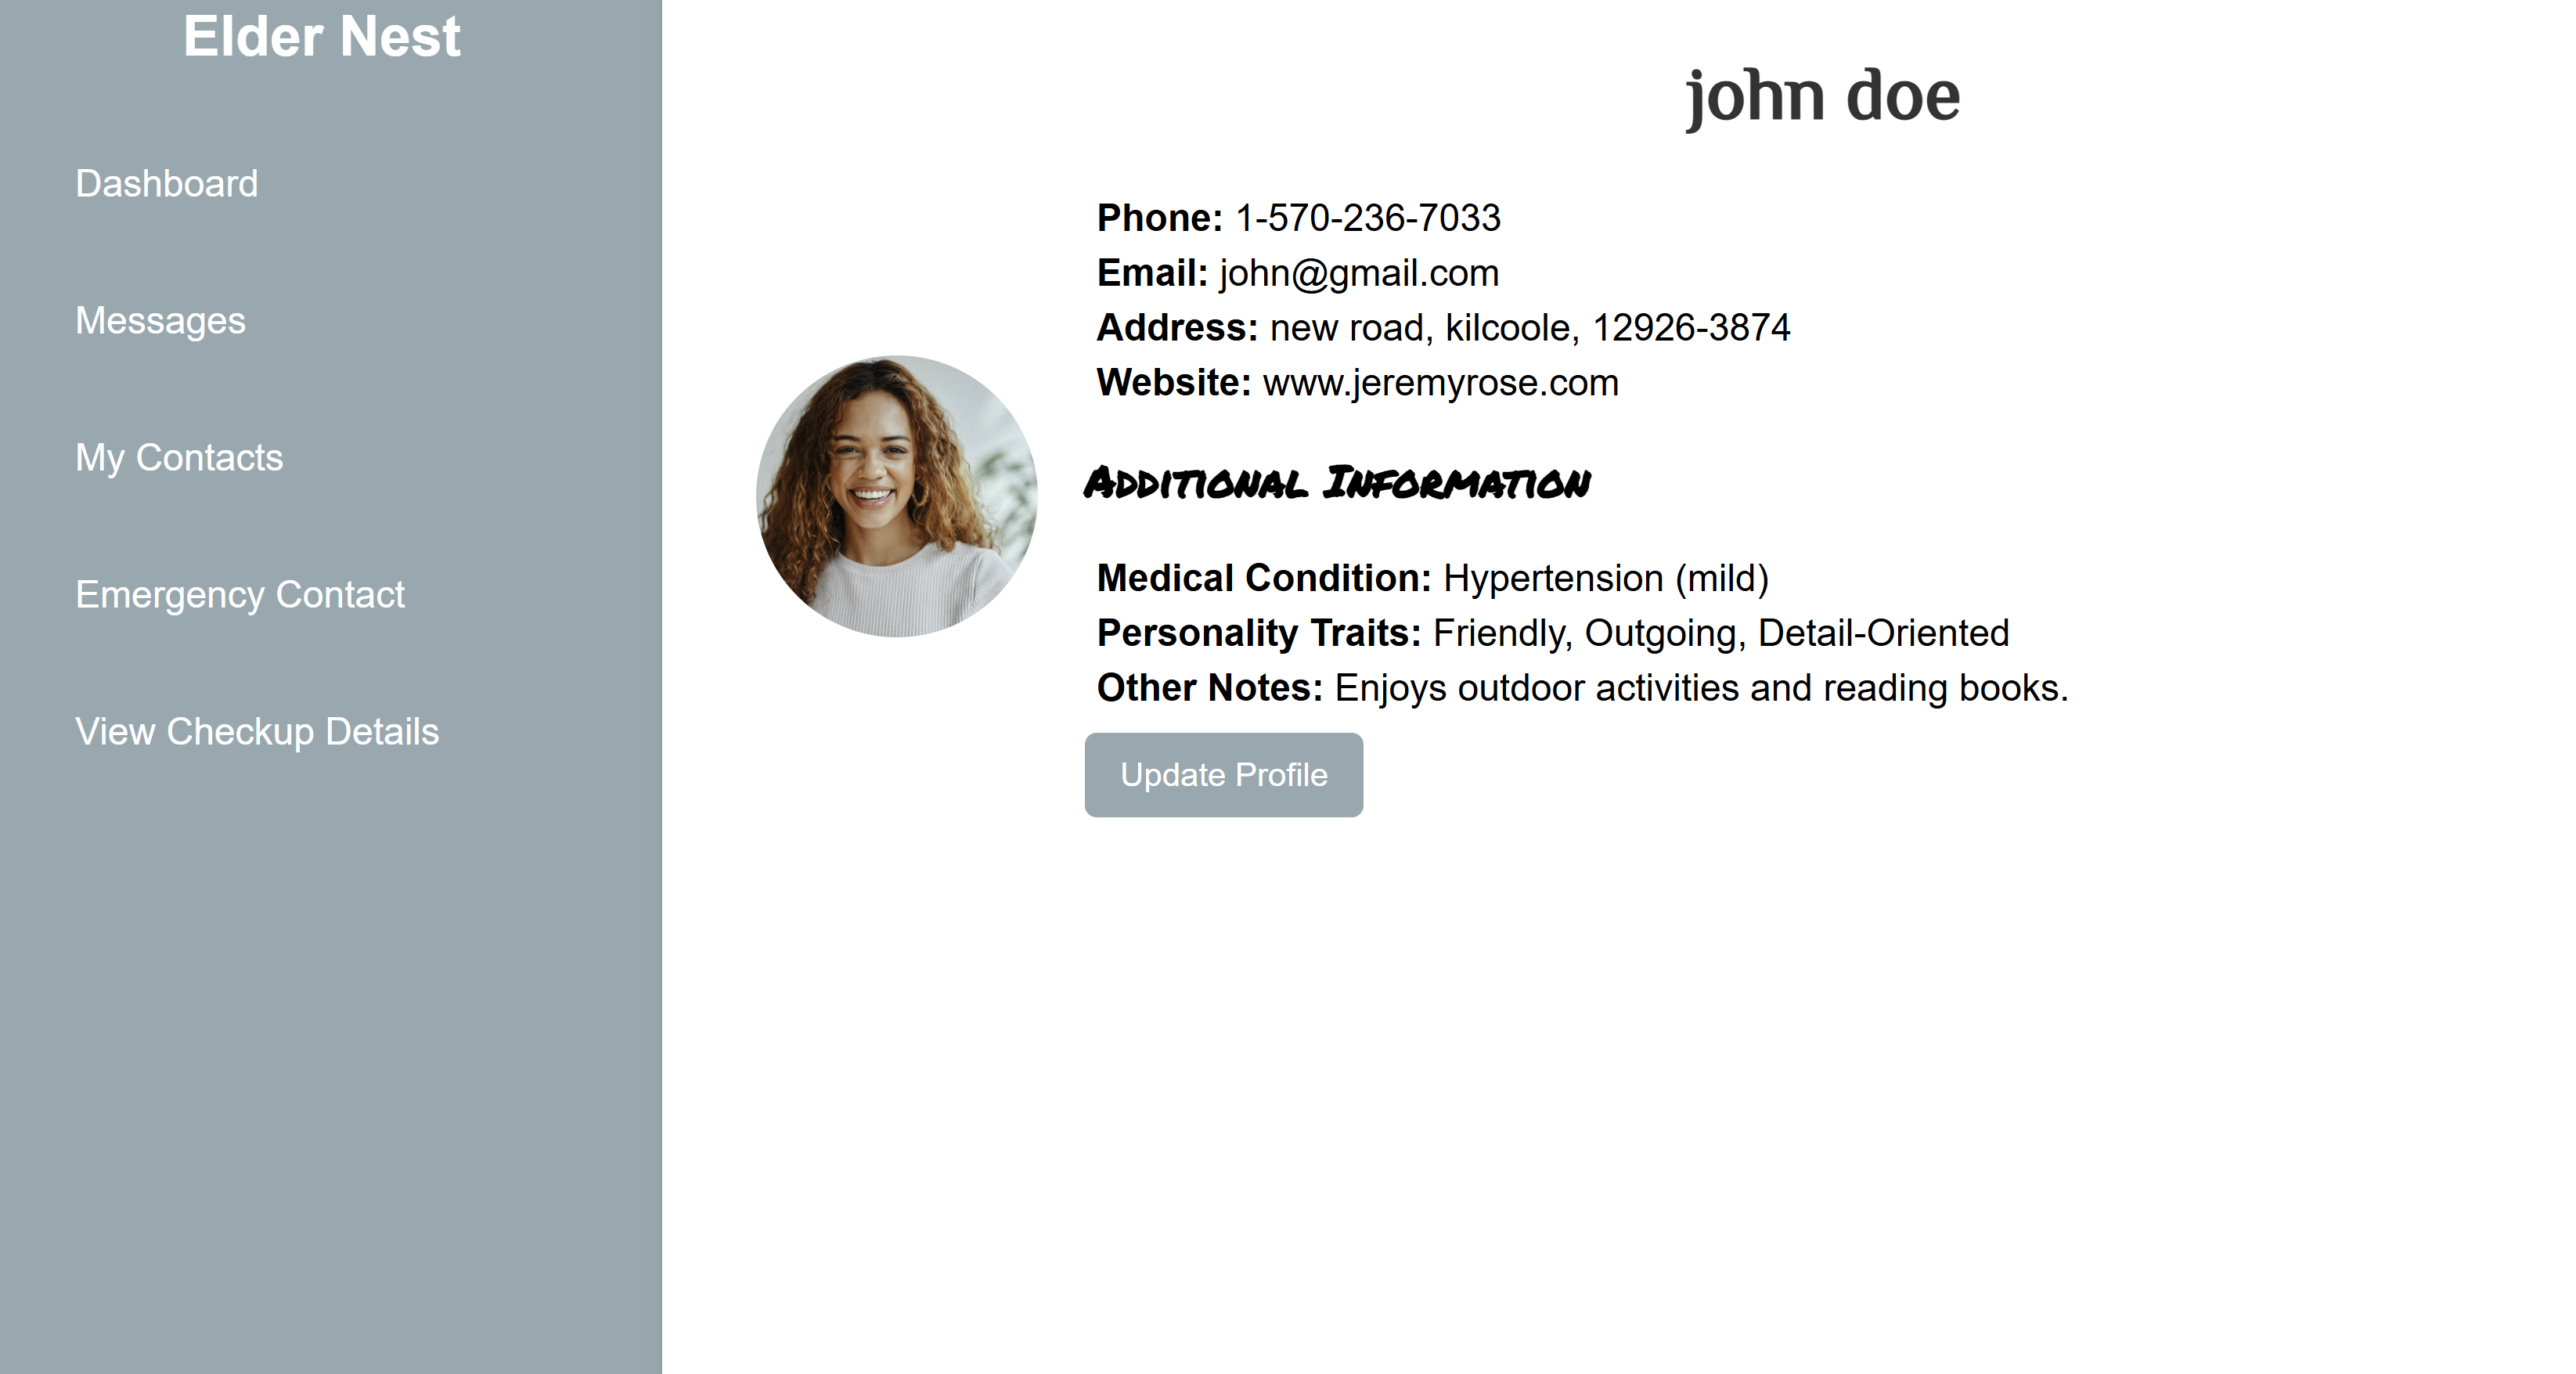 Elder Nest
Dashboard
Messages
My Contacts
Emergency Contact
View Checkup Details
john doe
Phone: 1-570-236-7033
Email: john@gmail.com
Address: new road, kilcoole, 12926-3874
Website: www.jeremyrose.com
Additional Information
Medical Condition: Hypertension (mild)
Personality Traits: Friendly, Outgoing, Detail-Oriented
Other Notes: Enjoys outdoor activities and reading books.
Update Profile